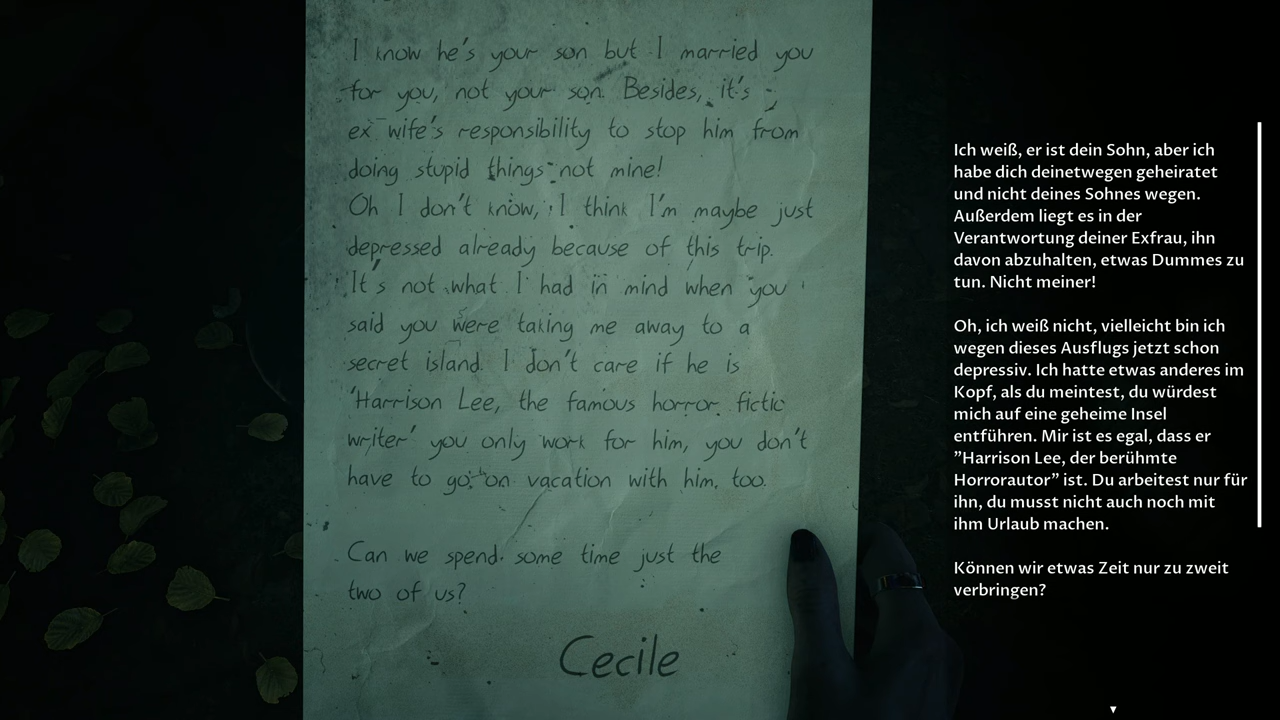 I know he's your son but I married you
for you, not your son. Besides, it's
ex wife's responsibility to stop him from
doing stupid things not mine!
Oh I don't know, I think I'm maybe just
depressed already because of this trip.
It's not what I had in mind when you
said you were taking me away to a
secret island. I don't care if he is
'Harrison Lee, the famous horror fictic
writer' you only work for him, you don't
have to go on vacation with him, too.
Can we spend some time just the
two of us?
Cecile
Ich weiß, er ist dein Sohn, aber ich
habe dich deinetwegen geheiratet
und nicht deines Sohnes wegen.
Außerdem liegt es in der
Verantwortung deiner Exfrau, ihn
davon abzuhalten, etwas Dummes zu
tun. Nicht meiner!
Oh, ich weiß nicht, vielleicht bin ich
wegen dieses Ausflugs jetzt schon
depressiv. Ich hatte etwas anderes im
Kopf, als du meintest, du würdest
mich auf eine geheime Insel
entführen. Mir ist es egal, dass er
"Harrison Lee, der berühmte
Horrorautor" ist. Du arbeitest nur für
ihn, du musst nicht auch noch mit
ihm Urlaub machen.
Können wir etwas Zeit nur zu zweit
verbringen?